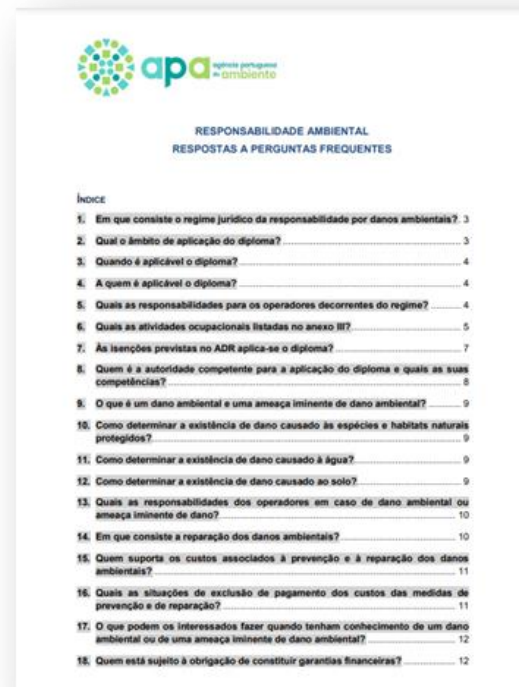 apa agência portuguesa
do ambiente
RESPONSABILIDADE AMBIENTAL
RESPOSTAS A PERGUNTAS FREQUENTES
ÍNDICE
1. Em que consiste o regime jurídico da responsabilidade por danos ambientais? . 3
2. Qual o âmbito de aplicação do diploma? 3
3. Quando é aplicável o diploma? 4
4. A quem é aplicável o diploma? 4
5. Quais as responsabilidades para os operadores decorrentes do regime? 4
6. Quais as atividades ocupacionais listadas no anexo III? 5
7. Às isenções previstas no ADR aplica-se o diploma? 7
8. Quem é a autoridade competente para a aplicação do diploma e quais as suas
competências? 8
9. O que é um dano ambiental e uma ameaça iminente de dano ambiental? 9
10. Como determinar a existência de dano causado às espécies e habitats naturais
protegidos? 9
11. Como determinar a existência de dano causado à água? 9
12. Como determinar a existência de dano causado ao solo? 9
13. Quais as responsabilidades dos operadores em caso de dano ambiental ou
ameaça iminente de dano? 10
14. Em que consiste a reparação dos danos ambientais? 10
15. Quem suporta os custos associados à prevenção e à reparação dos danos
ambientais? 11
16. Quais as situações de exclusão de pagamento dos custos das medidas de
prevenção e de reparação? 11
17. O que podem os interessados fazer quando tenham conhecimento de um dano
ambiental ou de uma ameaça iminente de dano ambiental? 12
18. Quem está sujeito à obrigação de constituir garantias financeiras? 12